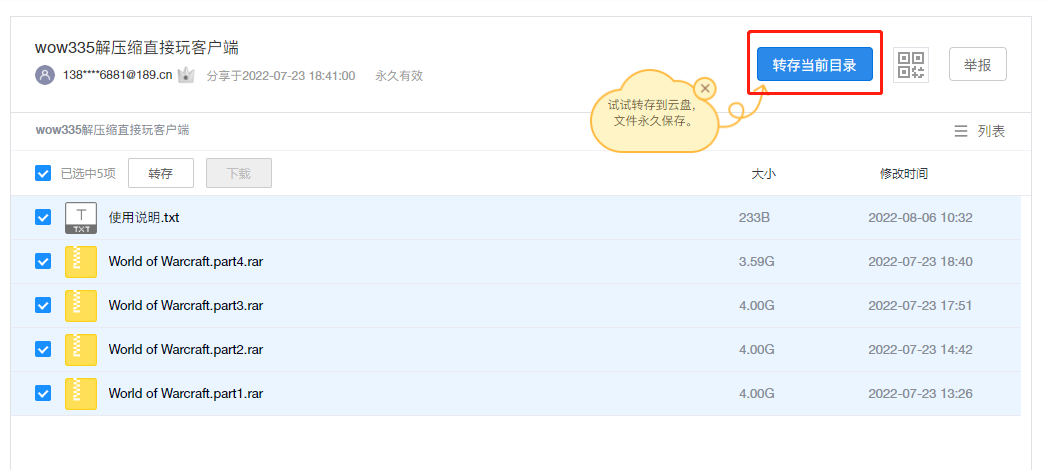 wow335解压缩直接玩客户端
138****6881@189.cn 分享于2022-07-23 18:41:00 永久有效
转存当前目录
举报
试试转存到云盘，
文件永久保存。
wow335解压缩直接玩客户端
列表
已选中5项 转存 下载 大小 修改时间
T
TXT
使用说明.txt 233B 2022-08-06 10:32
World of Warcraft.part4.rar 3.59G 2022-07-23 18:40
World of Warcraft.part3.rar 4.00G 2022-07-23 17:51
World of Warcraft.part2.rar 4.00G 2022-07-23 14:42
World of Warcraft.part1.rar 4.00G 2022-07-23 13:26